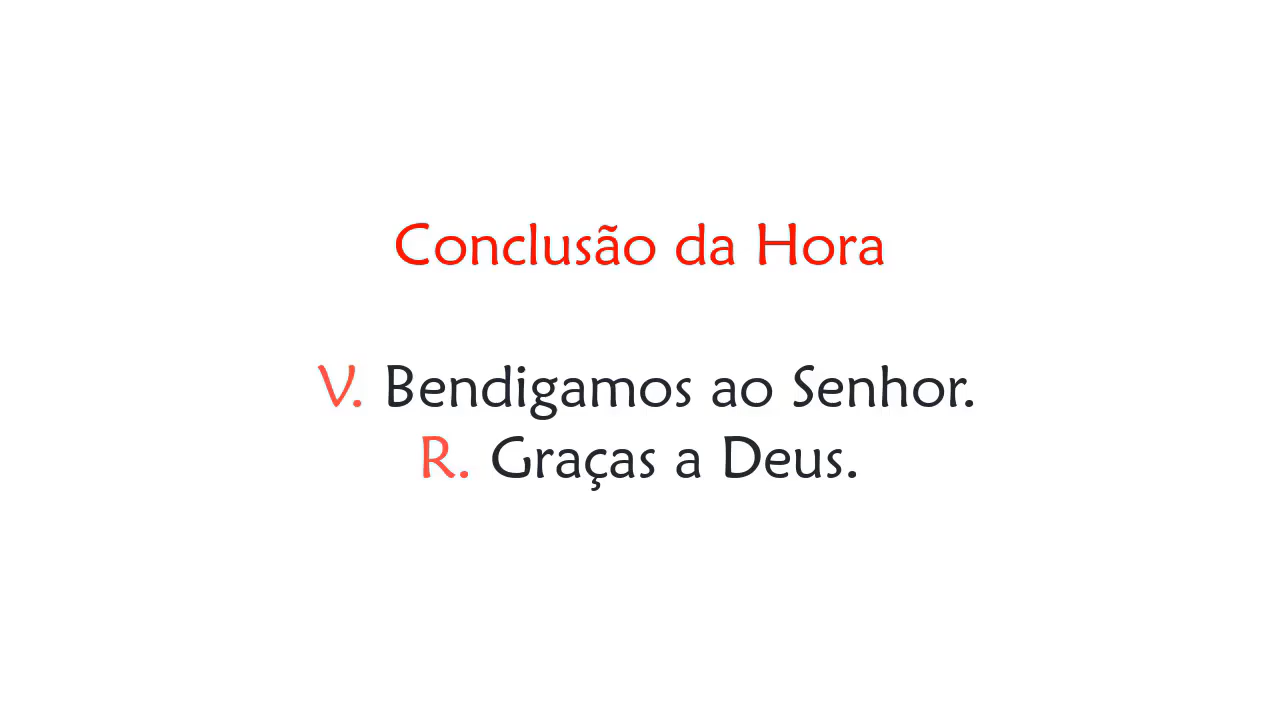 Conclusão da Hora
V. Bendigamos ao Senhor.
R. Graças a Deus.